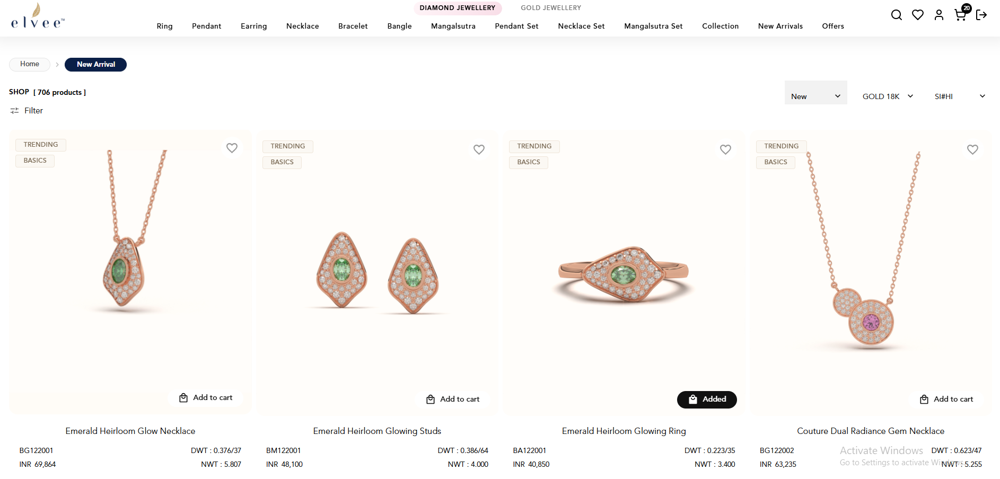 elvee™
DIAMOND JEWELLERY
GOLD JEWELLERY
20
Ring
Pendant
Earring
Necklace
Bracelet
Bangle
Mangalsutra
Pendant Set
Necklace Set
Mangalsutra Set
Collection
New Arrivals
Offers
Home
New Arrival
SHOP [ 706 products ]
New
GOLD 18K
SI#HI
Filter
TRENDING
BASICS
Add to cart
Emerald Heirloom Glow Necklace
BG122001
DWT : 0.376/37
INR 69,864
NWT : 5.807
TRENDING
BASICS
Add to cart
Emerald Heirloom Glowing Studs
BM122001
DWT : 0.386/64
INR 48,100
NWT : 4.000
TRENDING
BASICS
Added
Emerald Heirloom Glowing Ring
BA122001
DWT : 0.223/35
INR 40,850
NWT : 3.400
TRENDING
BASICS
Add to cart
Couture Dual Radiance Gem Necklace
BG122002
DWT : 0.623/47
INR 63,235
NWT : 5.255
Activate Windows
Go to Settings to activate Windows.